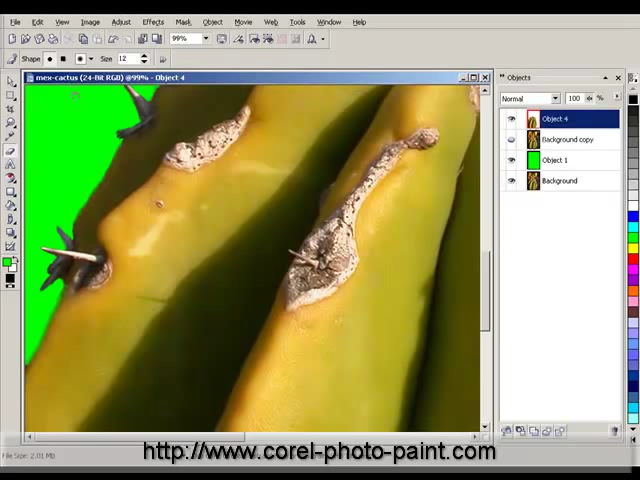 File Edit View Image Adjust Effects Mask Object Movie Web Tools Window Help
99%
Shape Size 12
mex-cactus (24-Bit RGB) @99% - Object 4
Objects
Normal 100 %
Object 4
Background copy
Object 1
Background
http://www.corel-photo-paint.com
File Size: 2.01 MB